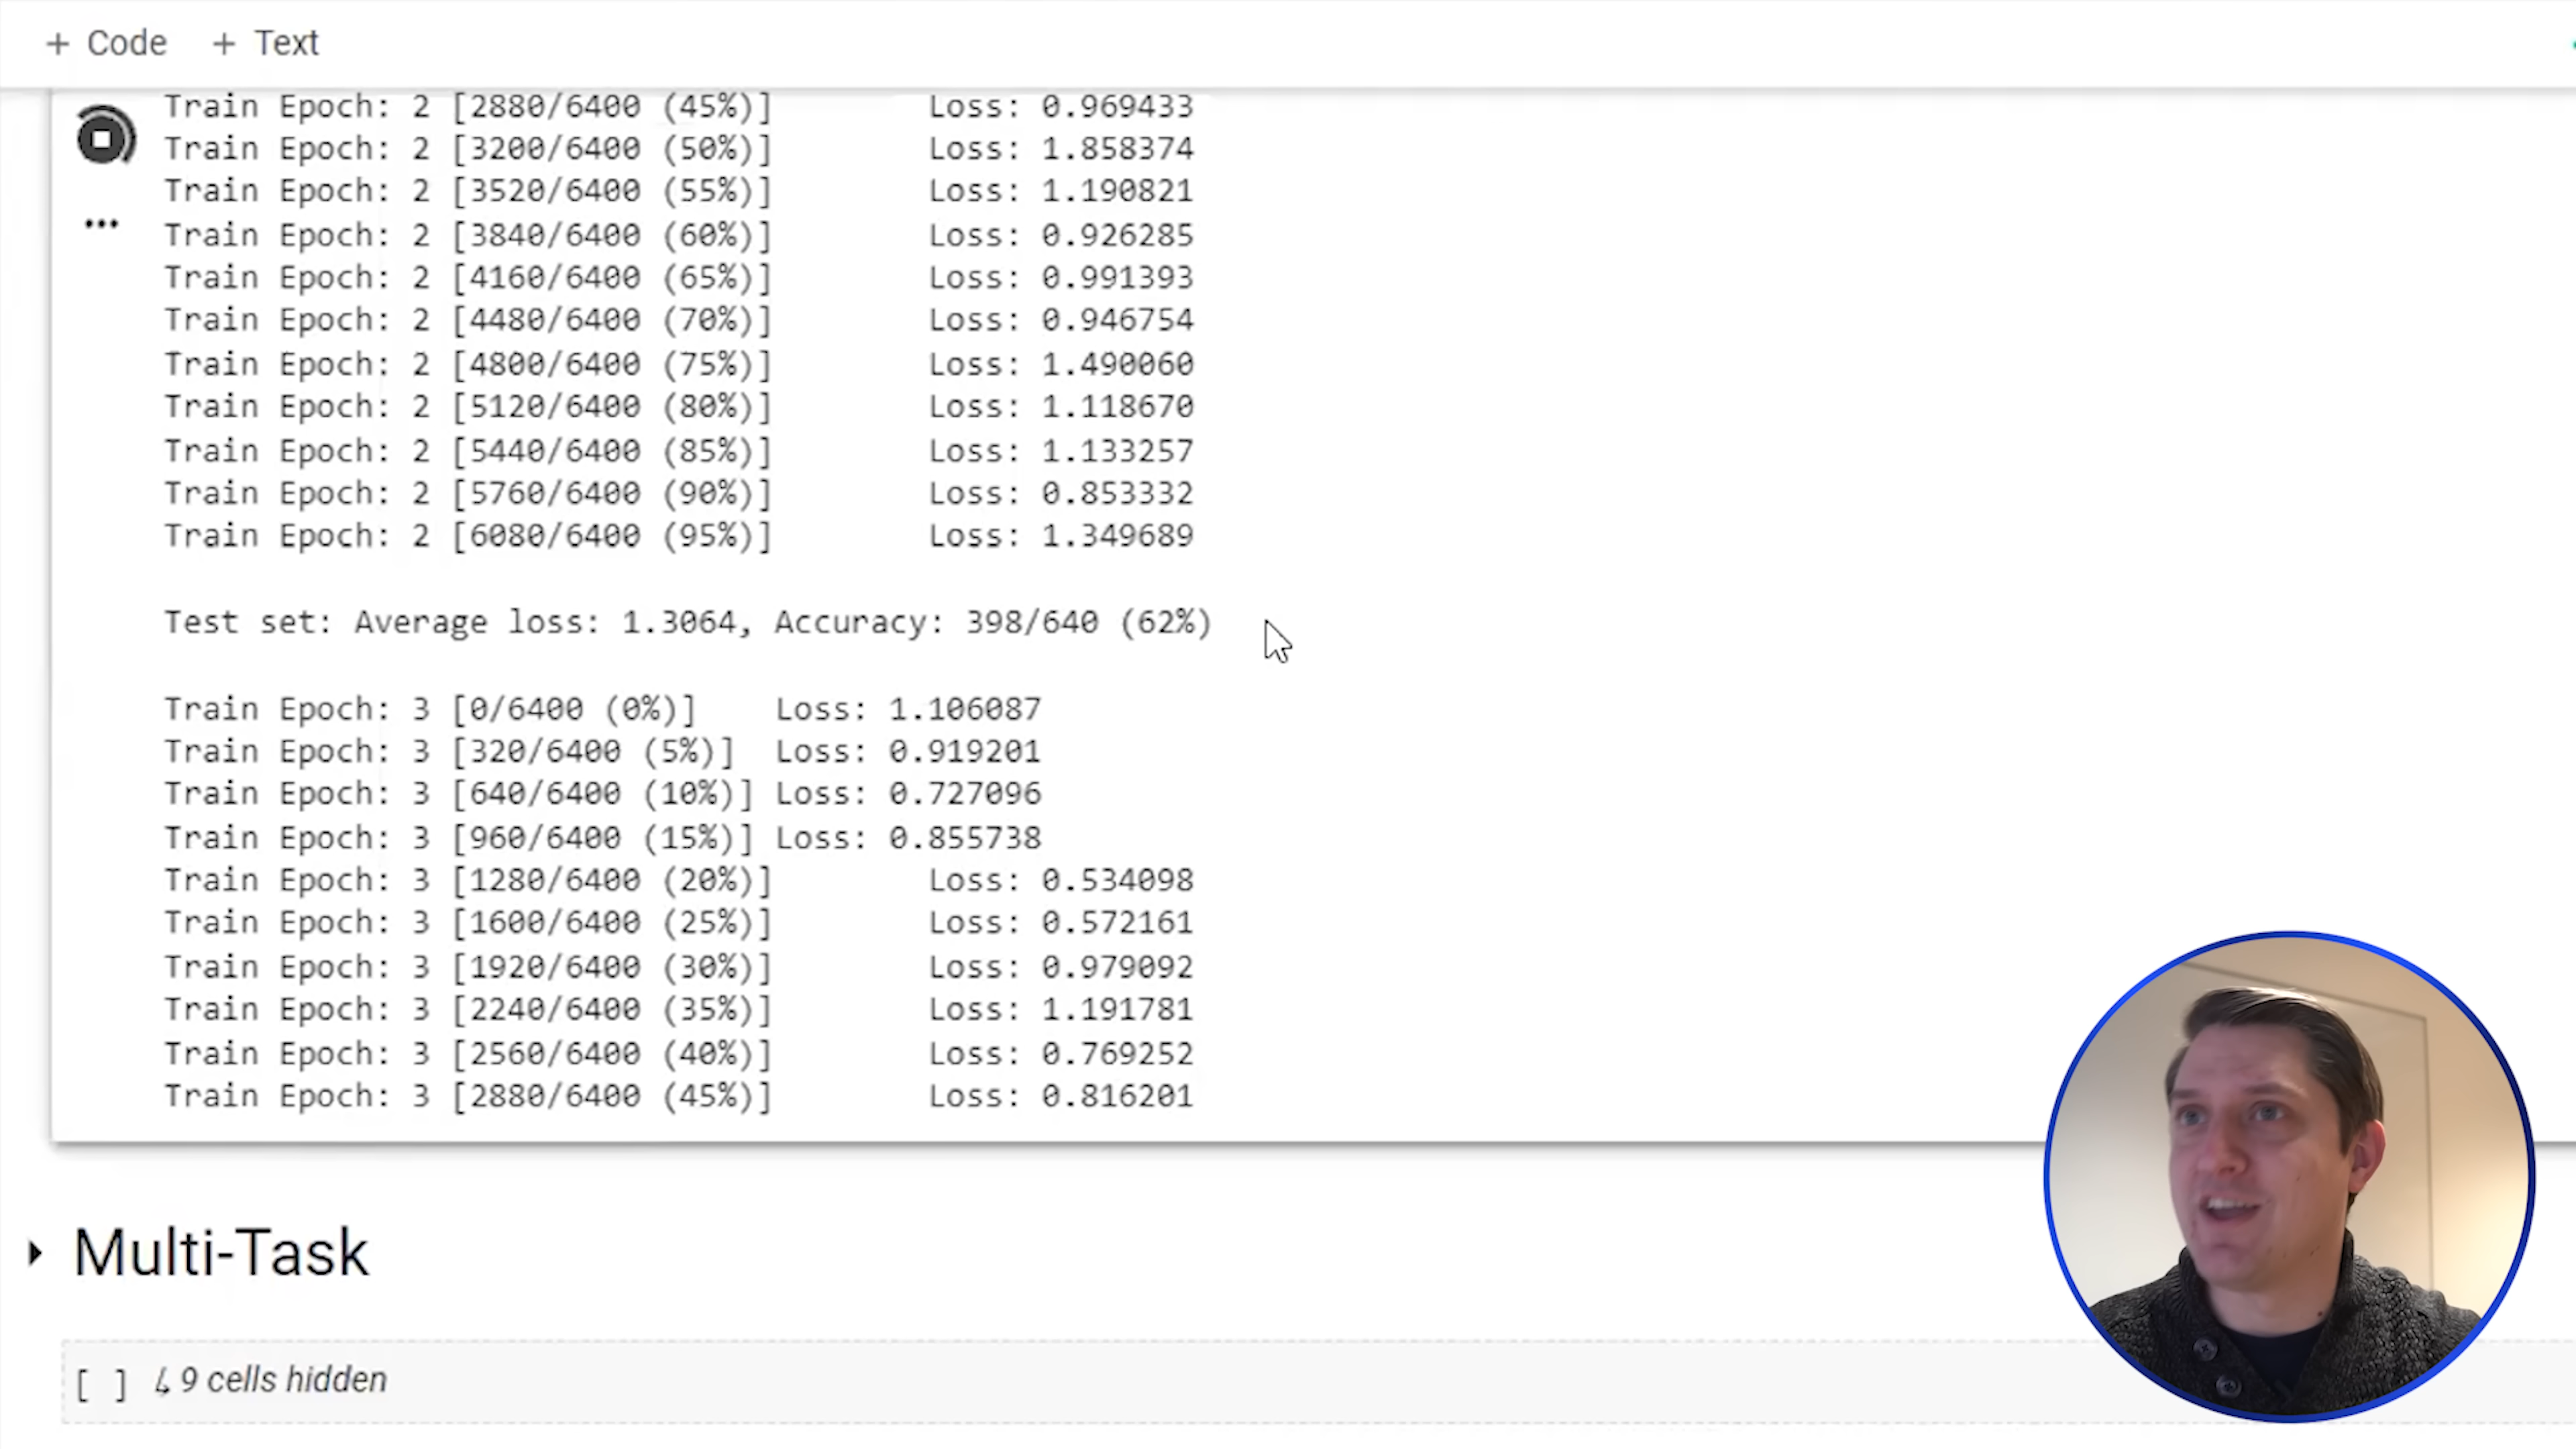 + Code + Text
Train Epoch: 2 [2880/6400 (45%)] Loss: 0.969433
Train Epoch: 2 [3200/6400 (50%)] Loss: 1.858374
Train Epoch: 2 [3520/6400 (55%)] Loss: 1.190821
Train Epoch: 2 [3840/6400 (60%)] Loss: 0.926285
Train Epoch: 2 [4160/6400 (65%)] Loss: 0.991393
Train Epoch: 2 [4480/6400 (70%)] Loss: 0.946754
Train Epoch: 2 [4800/6400 (75%)] Loss: 1.490060
Train Epoch: 2 [5120/6400 (80%)] Loss: 1.118670
Train Epoch: 2 [5440/6400 (85%)] Loss: 1.133257
Train Epoch: 2 [5760/6400 (90%)] Loss: 0.853332
Train Epoch: 2 [6080/6400 (95%)] Loss: 1.349689
Test set: Average loss: 1.3064, Accuracy: 398/640 (62%)
Train Epoch: 3 [0/6400 (0%)] Loss: 1.106087
Train Epoch: 3 [320/6400 (5%)] Loss: 0.919201
Train Epoch: 3 [640/6400 (10%)] Loss: 0.727096
Train Epoch: 3 [960/6400 (15%)] Loss: 0.855738
Train Epoch: 3 [1280/6400 (20%)] Loss: 0.534098
Train Epoch: 3 [1600/6400 (25%)] Loss: 0.572161
Train Epoch: 3 [1920/6400 (30%)] Loss: 0.979092
Train Epoch: 3 [2240/6400 (35%)] Loss: 1.191781
Train Epoch: 3 [2560/6400 (40%)] Loss: 0.769252
Train Epoch: 3 [2880/6400 (45%)] Loss: 0.816201
Multi-Task
[ ] ↳ 9 cells hidden